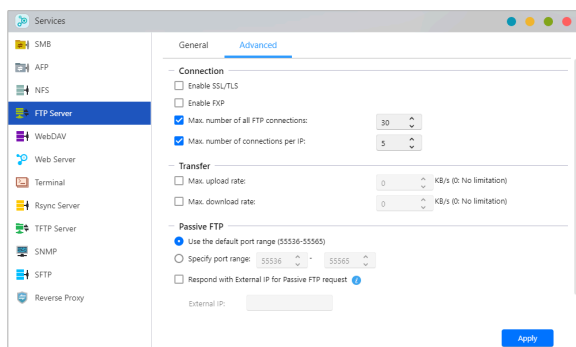 Services
SMB
AFP
NFS
FTP Server
WebDAV
Web Server
Terminal
Rsync Server
TFTP Server
SNMP
SFTP
Reverse Proxy
General Advanced
Connection
Enable SSL/TLS
Enable FXP
Max. number of all FTP connections: 30
Max. number of connections per IP: 5
Transfer
Max. upload rate: 0 KB/s (0: No limitation)
Max. download rate: 0 KB/s (0: No limitation)
Passive FTP
Use the default port range (55536-55565)
Specify port range: 55536 - 55565
Respond with External IP for Passive FTP request
External IP:
Apply